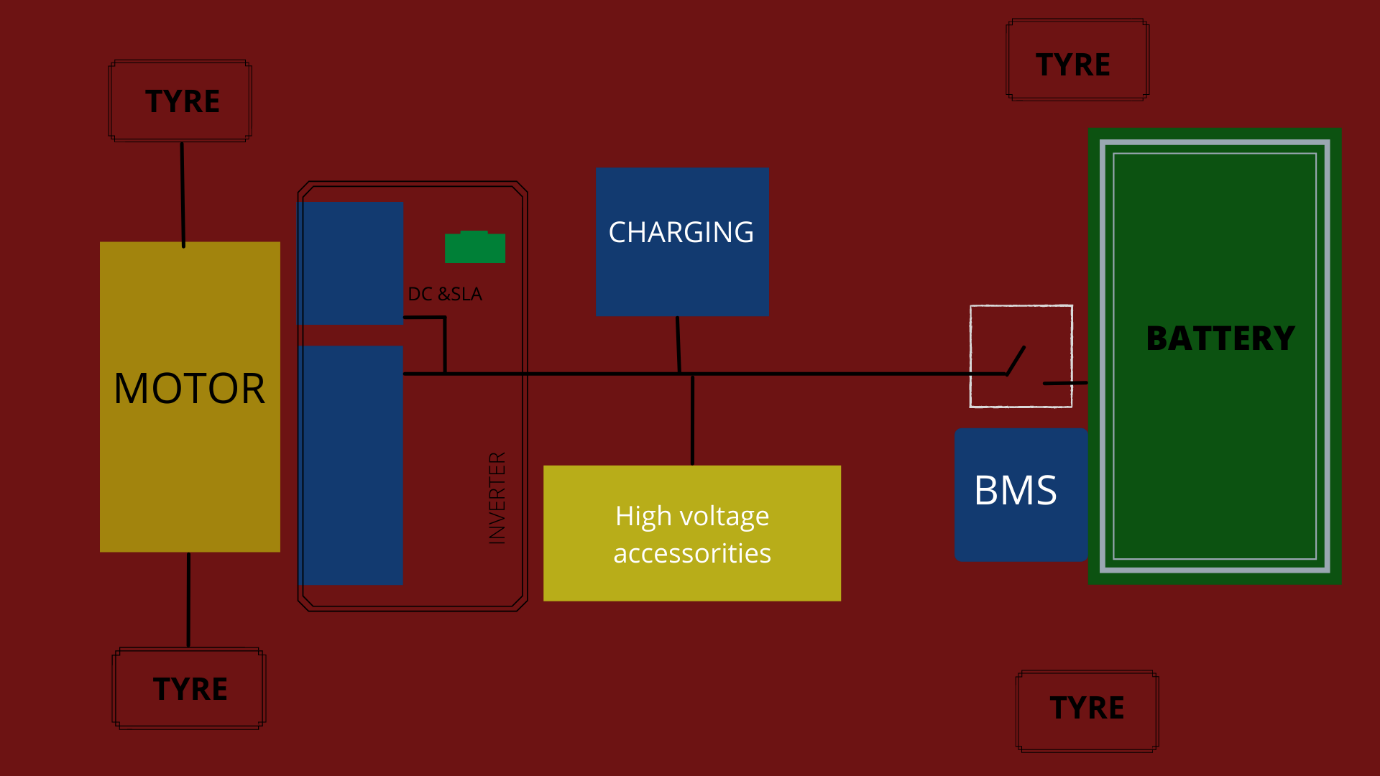 TYRE
TYRE
CHARGING
DC &SLA
BATTERY
MOTOR
INVERTER
BMS
High voltage
accessorities
TYRE
TYRE